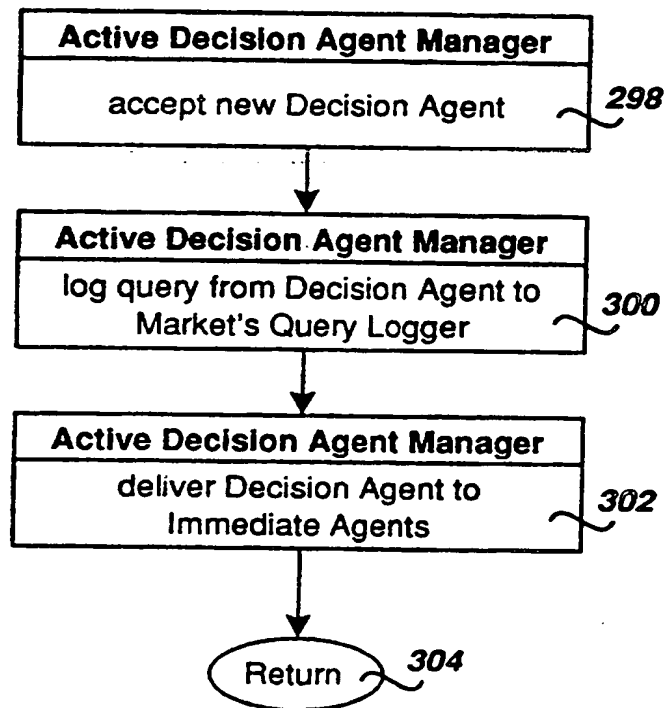 Active Decision Agent Manager
accept new Decision Agent
298
Active Decision Agent Manager
log query from Decision Agent to
Market's Query Logger
300
Active Decision Agent Manager
deliver Decision Agent to
Immediate Agents
302
Return
304